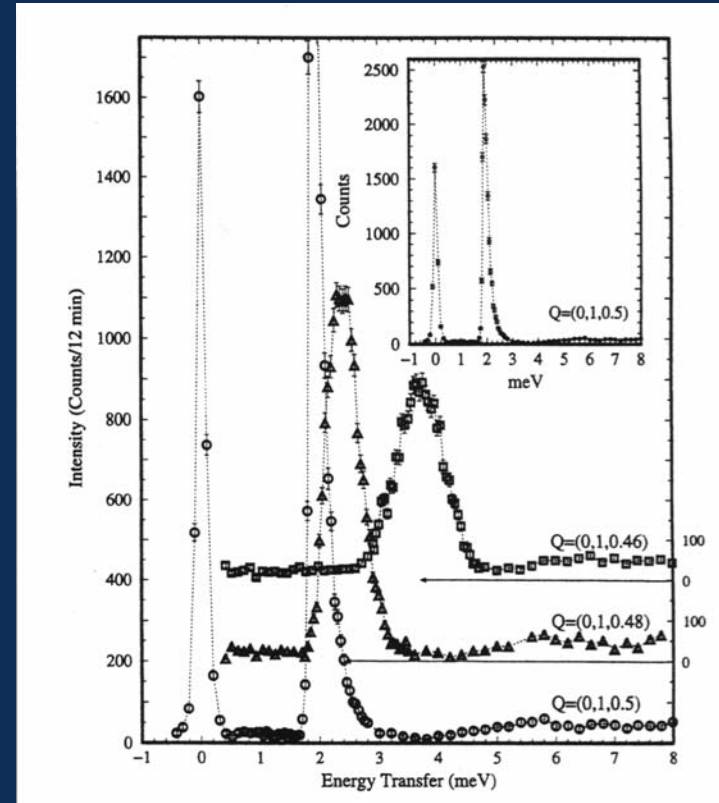 1600
1400
1200
1000
800
600
400
200
0
Intensity (Counts/12 min)
-1 0 1 2 3 4 5 6 7 8
Energy Transfer (meV)
2500
2000
1500
1000
500
0
Counts
-1 0 1 2 3 4 5 6 7 8
meV
Q=(0,1,0.5)
Q=(0,1,0.46)
100
0
Q=(0,1,0.48)
100
0
Q=(0,1,0.5)